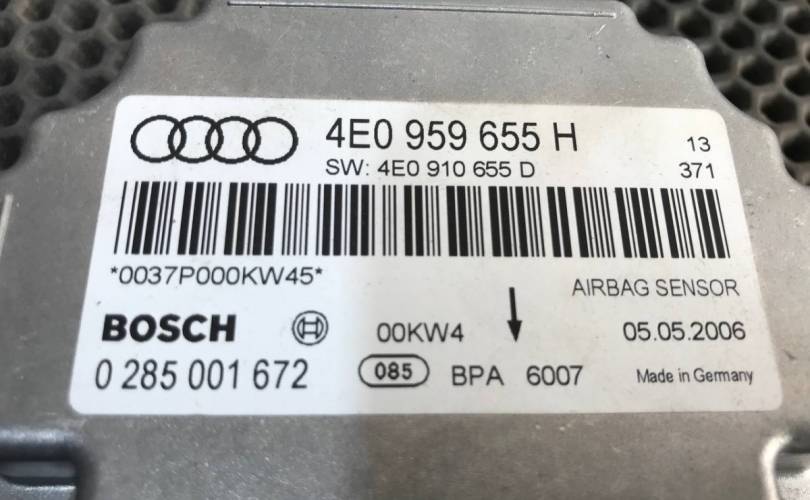 4E0 959 655 H
13
SW: 4E0 910 655 D
371
*0037P000KW45*
AIRBAG SENSOR
BOSCH
00KW4
05.05.2006
0 285 001 672
085
BPA 6007
Made in Germany